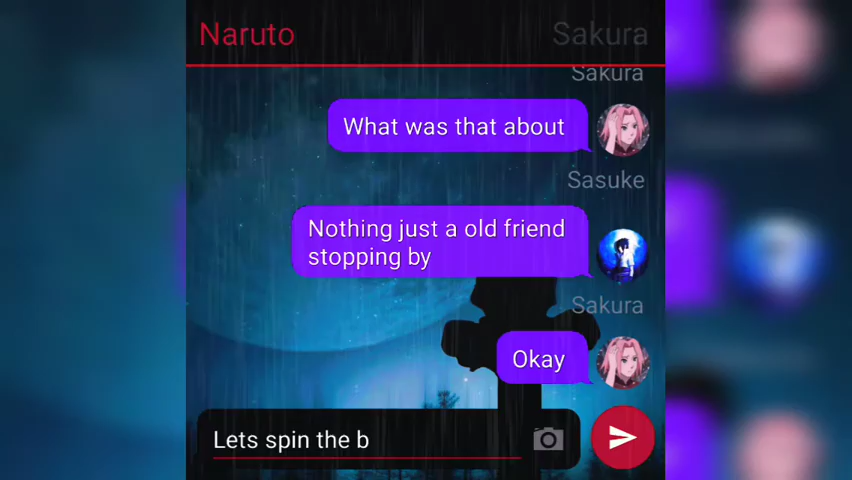 Naruto
Sakura
Sakura
What was that about
Sasuke
Nothing just a old friend
stopping by
Sakura
Okay
Lets spin the b